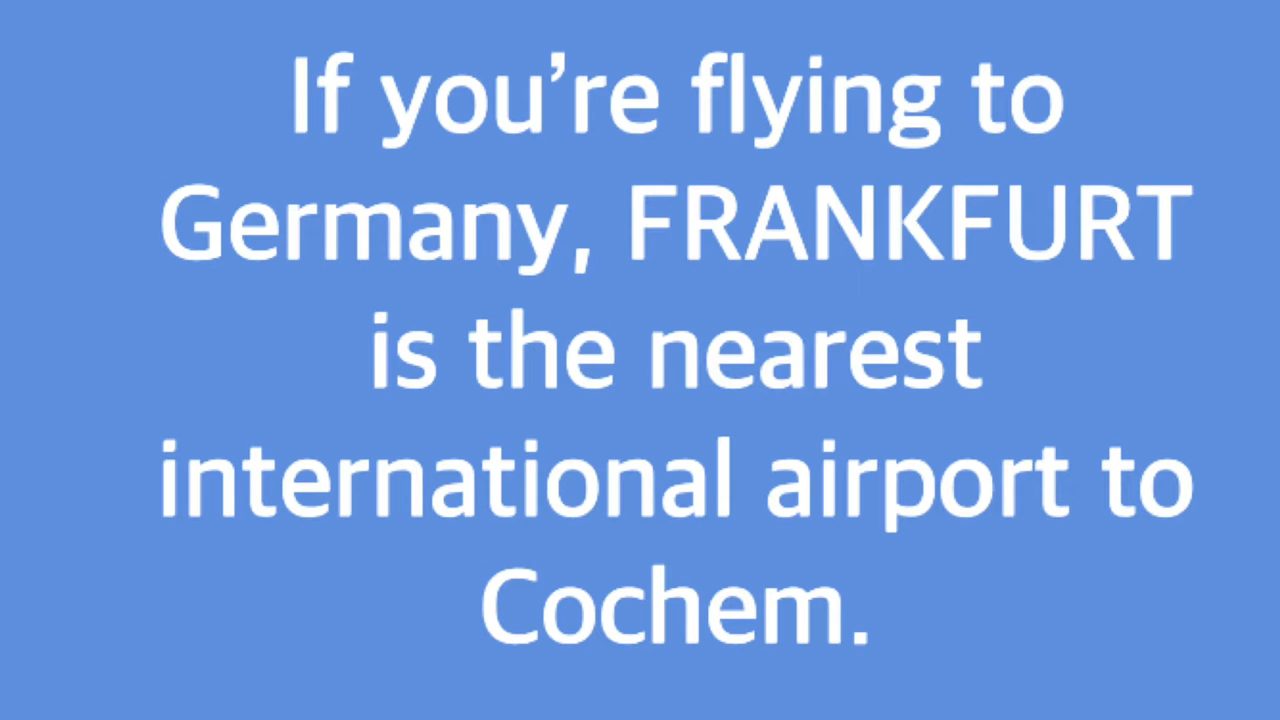 If you’re flying to
Germany, FRANKFURT
is the nearest
international airport to
Cochem.